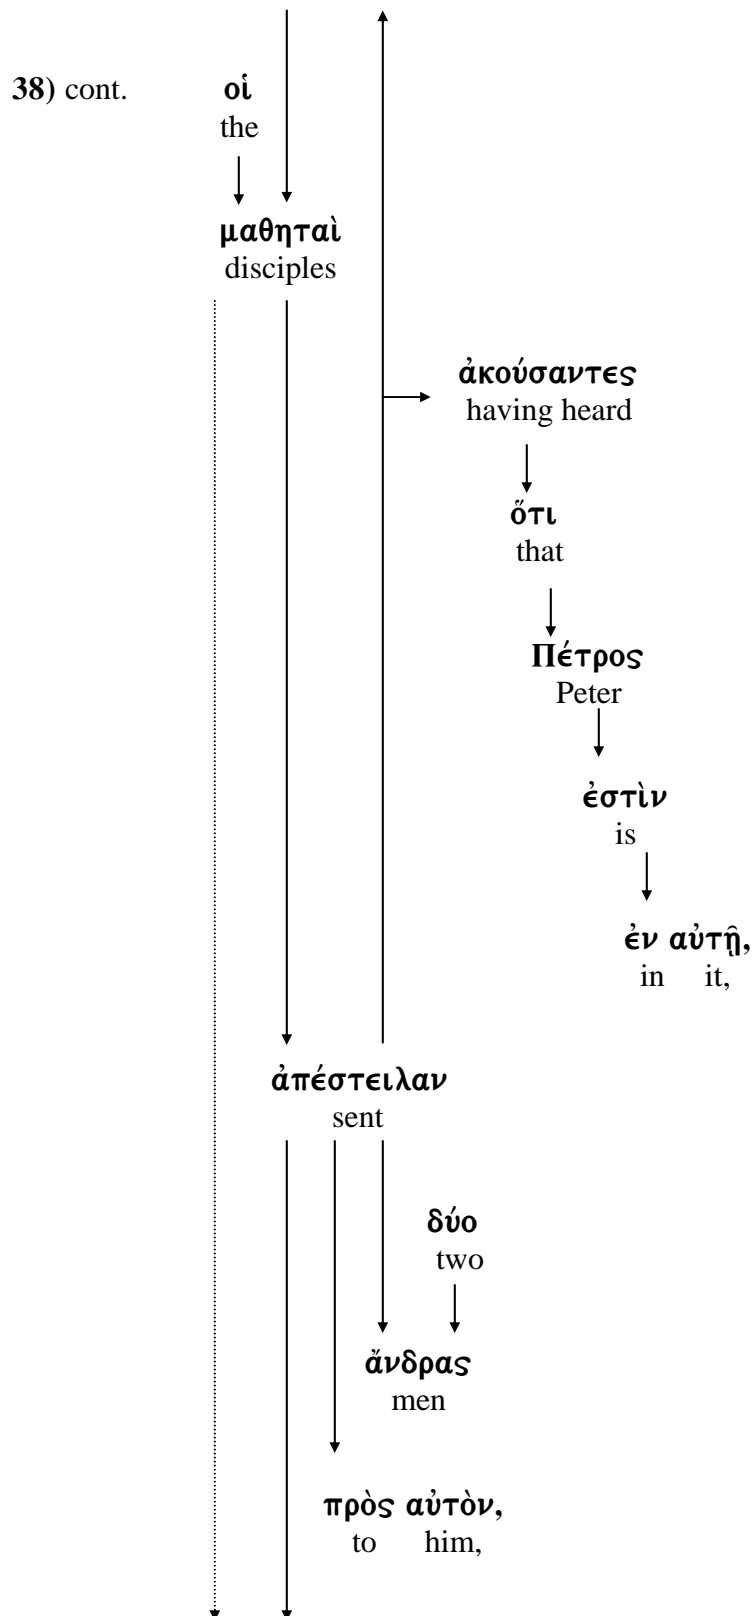 38) cont. οἱ
the
μαθηταὶ
disciples
ἀκούσαντες
having heard
ὅτι
that
Πέτρος
Peter
ἐστὶν
is
ἐν αὐτῇ,
in it,
ἀπέστειλαν
sent
δύο
two
ἄνδρας
men
πρὸς αὐτὸν,
to him,